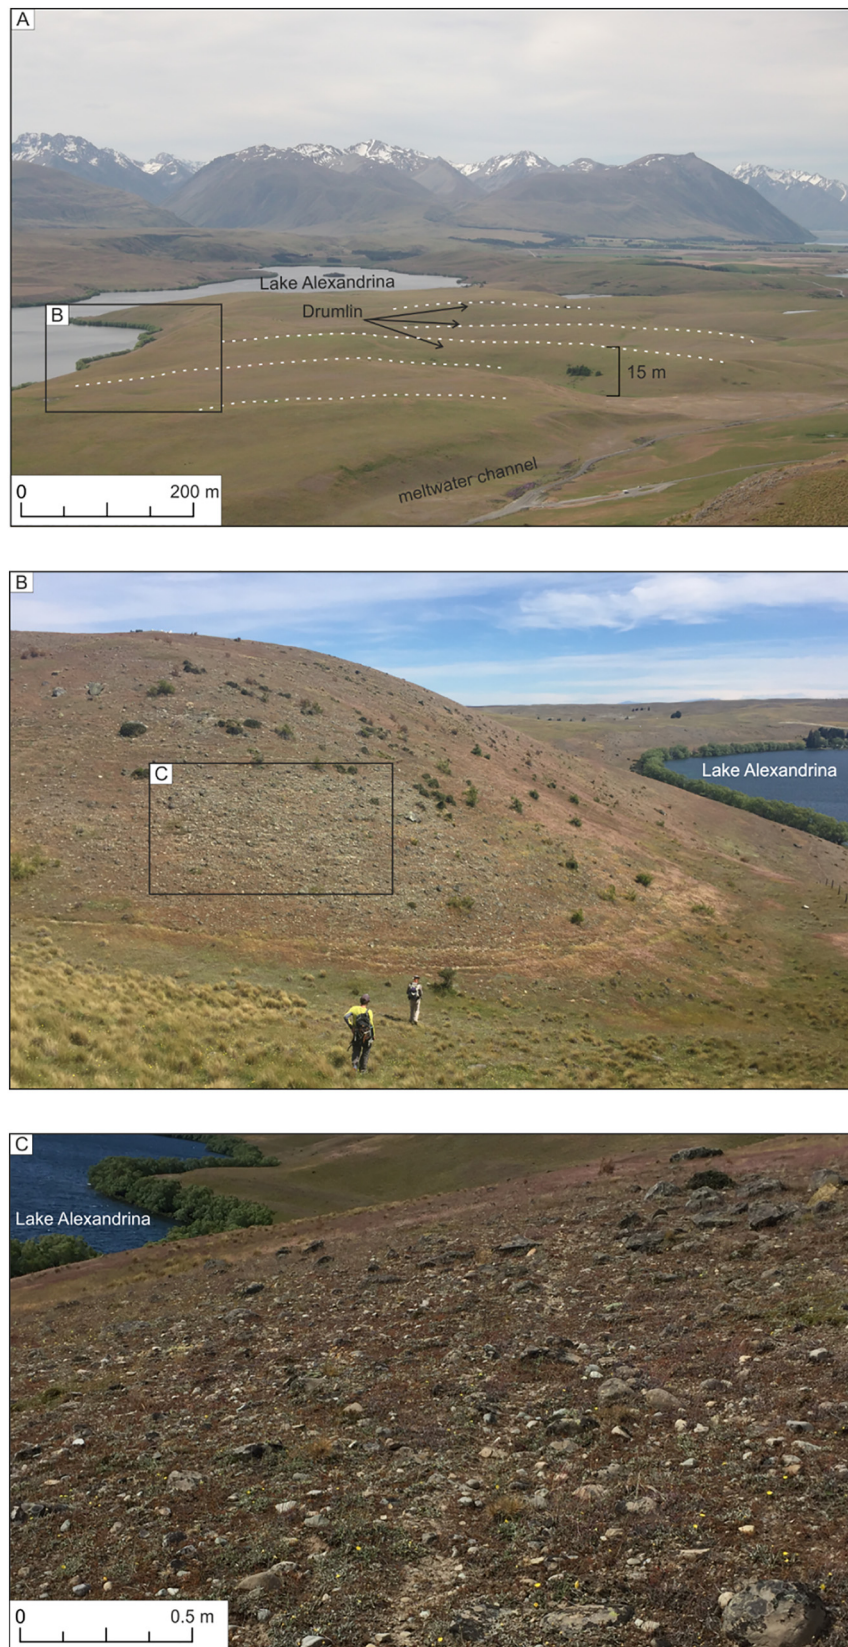 A
Lake Alexandrina
B
Drumlin
15 m
meltwater channel
0 200 m
B
C
Lake Alexandrina
C
Lake Alexandrina
0 0.5 m